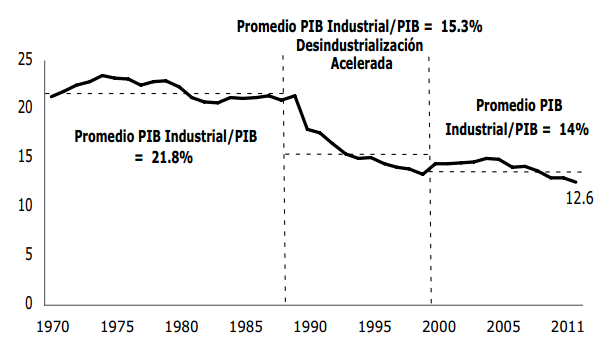 Promedio PIB Industrial/PIB = 15.3%
Desindustrialización
Acelerada
25
20
15
10
5
0
Promedio PIB Industrial/PIB
= 21.8%
Promedio PIB
Industrial/PIB = 14%
12.6
1970 1975 1980 1985 1990 1995 2000 2005 2011